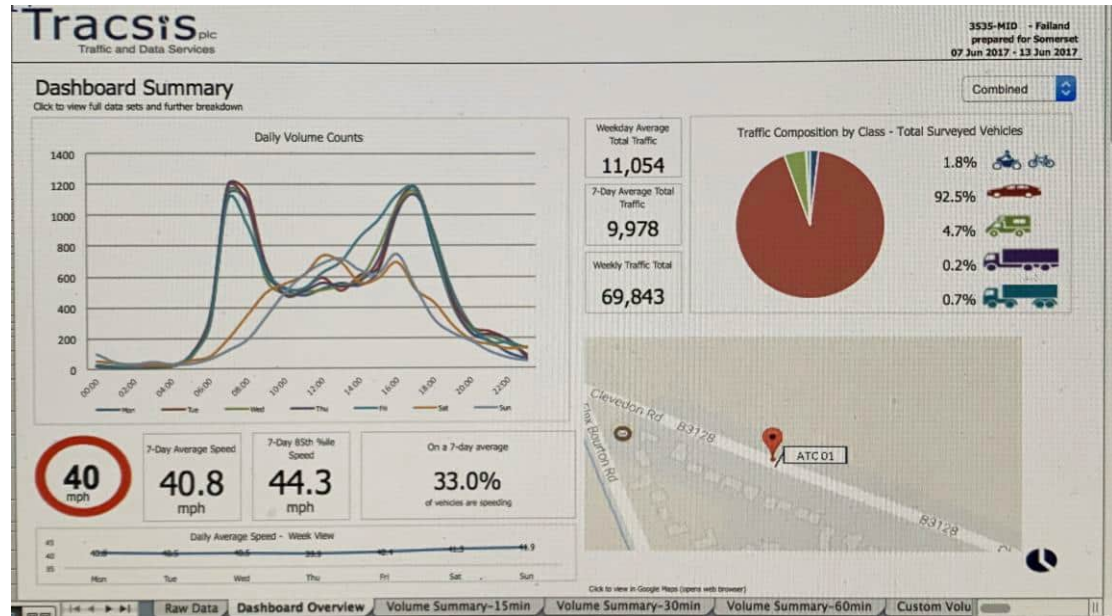 Tracsis plc
Traffic and Data Services
3535-MID - Failand
prepared for Somerset
07 Jun 2017 - 13 Jun 2017
Dashboard Summary
Click to view full data sets and further breakdown
Combined
Daily Volume Counts
1400
1200
1000
800
600
400
200
0
00:00 02:00 04:00 06:00 08:00 10:00 12:00 14:00 16:00 18:00 20:00 22:00
Mon Tue Wed Thu Fri Sat Sun
Weekday Average
Total Traffic
11,054
7-Day Average Total
Traffic
9,978
Weekly Traffic Total
69,843
Traffic Composition by Class - Total Surveyed Vehicles
1.8%
92.5%
4.7%
0.2%
0.7%
40
mph
7-Day Average Speed
40.8
mph
7-Day 85th %ile
Speed
44.3
mph
On a 7-day average
33.0%
of vehicles are speeding
Daily Average Speed - Week View
45
40
35
Mon Tue Wed Thu Fri Sat Sun
Clevedon Rd
B3128
Flax Bourton Rd
ATC 01
B3128
Click to view in Google Maps (opens web browser)
Raw Data Dashboard Overview Volume Summary-15min Volume Summary-30min Volume Summary-60min Custom Vol